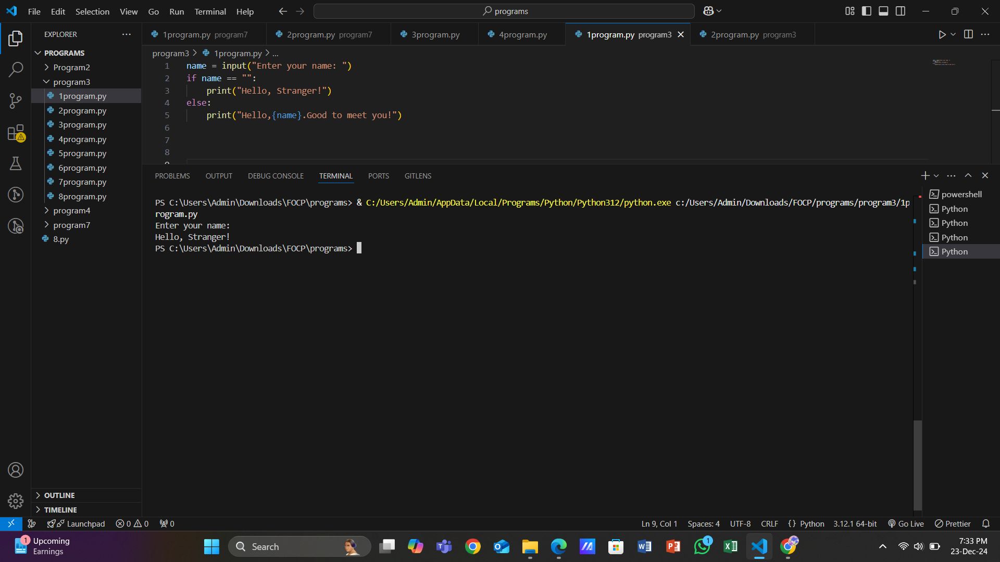 File Edit Selection View Go Run Terminal Help
programs
EXPLORER
PROGRAMS
Program2
program3
1program.py
2program.py
3program.py
4program.py
5program.py
6program.py
7program.py
8program.py
program4
program7
8.py
OUTLINE
TIMELINE
1program.py program7
2program.py program7
3program.py
4program.py
1program.py program3
2program.py program3
program3 > 1program.py > ...
1 name = input("Enter your name: ")
2 if name == "":
3 print("Hello, Stranger!")
4 else:
5 print("Hello,{name}.Good to meet you!")
6
7
8
PROBLEMS OUTPUT DEBUG CONSOLE TERMINAL PORTS GITLENS
PS C:\Users\Admin\Downloads\FOCP\programs> & C:/Users/Admin/AppData/Local/Programs/Python/Python312/python.exe c:/Users/Admin/Downloads/FOCP/programs/program3/1p
rogram.py
Enter your name:
Hello, Stranger!
PS C:\Users\Admin\Downloads\FOCP\programs>
powershell
Python
Python
Python
Python
Launchpad 0 0 0
Ln 9, Col 1 Spaces: 4 UTF-8 CRLF {} Python 3.12.1 64-bit Go Live Prettier
1
Upcoming
Earnings
Search
1
7:33 PM
23-Dec-24